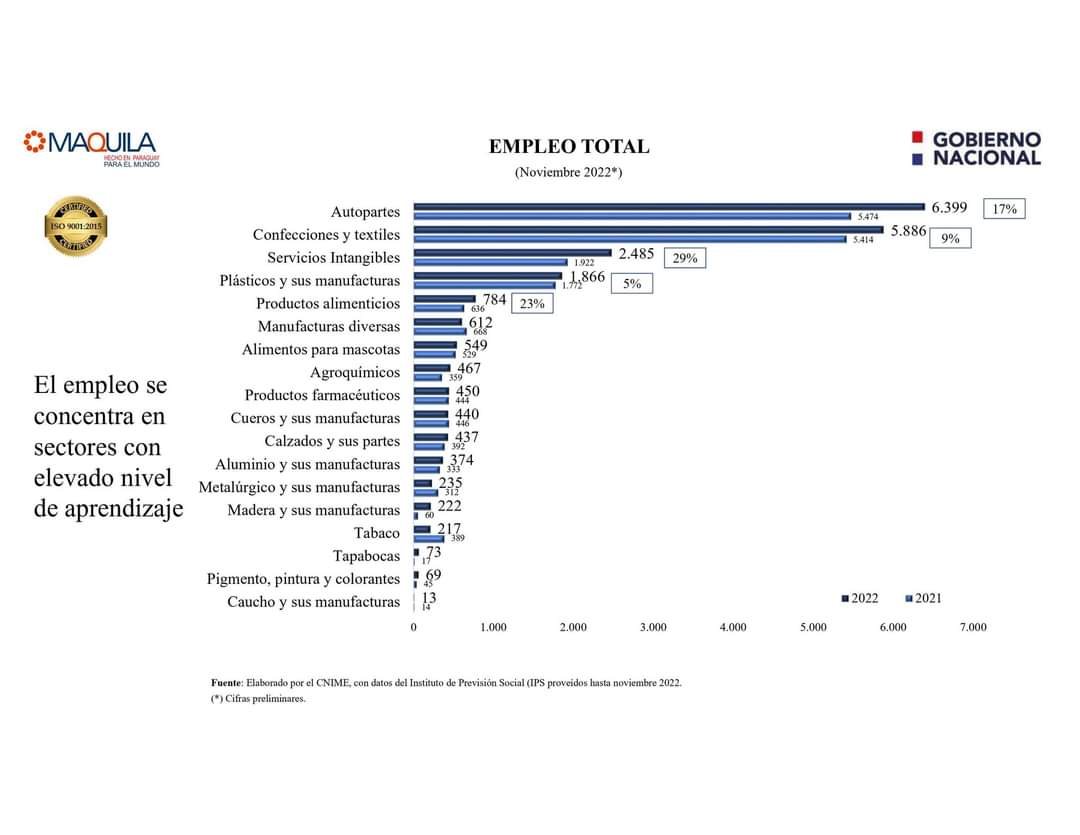 MAQUILA
HECHO EN PARAGUAY
PARA EL MUNDO
GOBIERNO
NACIONAL
CERTIFIED
ISO 9001:2015
CERTIFIED
EMPLEO TOTAL
(Noviembre 2022*)
El empleo se
concentra en
sectores con
elevado nivel
de aprendizaje
Autopartes 6.399 17%
5.474
Confecciones y textiles 5.886 9%
5.414
Servicios Intangibles 2.485 29%
1.922
Plásticos y sus manufacturas 1.866 5%
1.772
Productos alimenticios 784 23%
636
Manufacturas diversas 612
668
Alimentos para mascotas 549
529
Agroquímicos 467
359
Productos farmacéuticos 450
444
Cueros y sus manufacturas 440
446
Calzados y sus partes 437
392
Aluminio y sus manufacturas 374
333
Metalúrgico y sus manufacturas 235
312
Madera y sus manufacturas 222
60
Tabaco 217
389
Tapabocas 73
17
Pigmento, pintura y colorantes 69
45
Caucho y sus manufacturas 13
14
2022 2021
0 1.000 2.000 3.000 4.000 5.000 6.000 7.000
Fuente: Elaborado por el CNIME, con datos del Instituto de Previsión Social (IPS proveídos hasta noviembre 2022.
(*) Cifras preliminares.